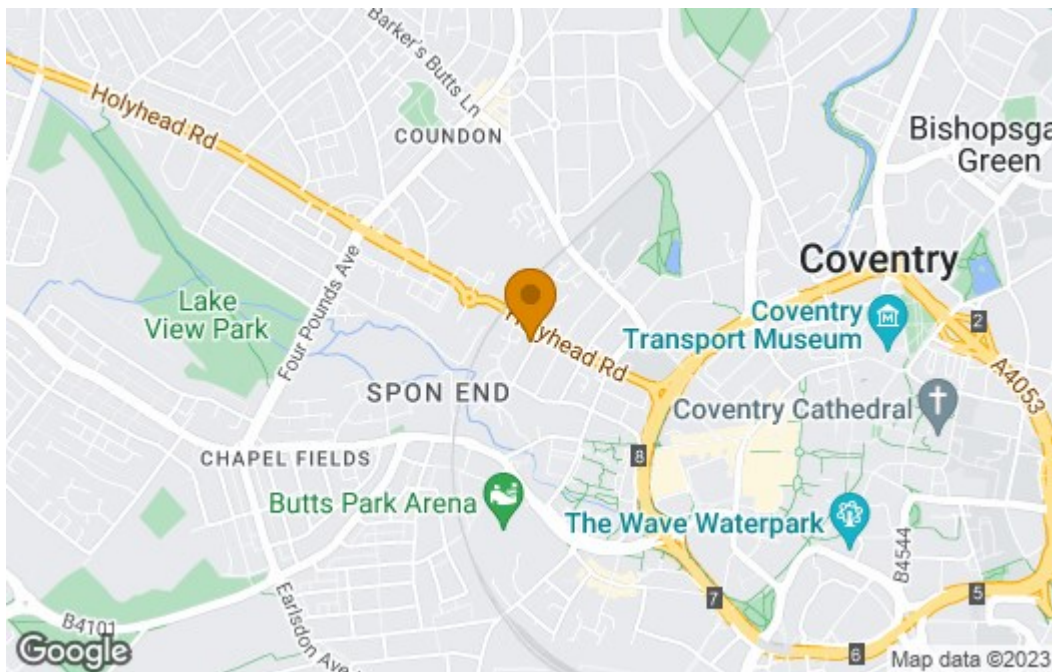 Barker's Butts Ln
Holyhead Rd
COUNDON
Bishopsga
Green
Coventry
Lake
View Park
Four Pounds Ave
Coventry
Transport Museum
2
A4053
Holyhead Rd
SPON END
Coventry Cathedral
CHAPEL FIELDS
8
Butts Park Arena
The Wave Waterpark
B4544
B4101
Earlsdon Av
7
5
6
Google
Map data ©2023